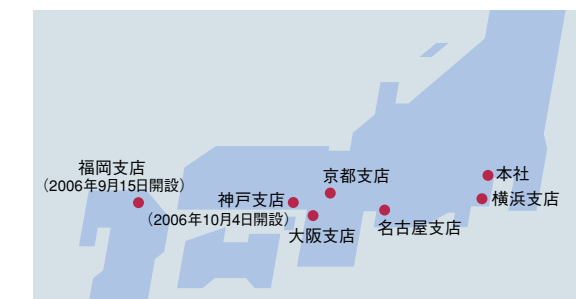 福岡支店
（2006年9月15日開設）
京都支店
本社
神戸支店
横浜支店
（2006年10月4日開設）
大阪支店
名古屋支店